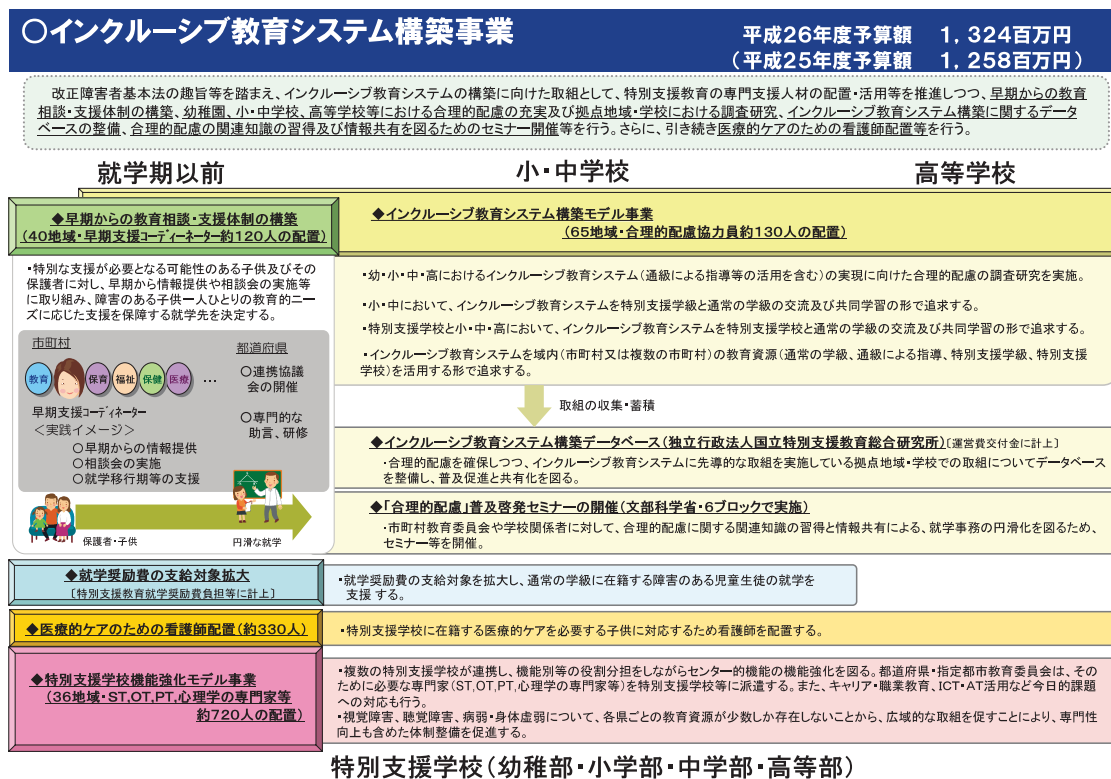 ○インクルーシブ教育システム構築事業
平成26年度予算額　1,324百万円
(平成25年度予算額　1,258百万円)
改正障害者基本法の趣旨等を踏まえ、インクルーシブ教育システムの構築に向けた取組として、特別支援教育の専門支援人材の配置・活用等を推進しつつ、早期からの教育
相談・支援体制の構築、幼稚園、小・中学校、高等学校等における合理的配慮の充実及び拠点地域・学校における調査研究、インクルーシブ教育システム構築に関するデータ
ベースの整備、合理的配慮の関連知識の習得及び情報共有を図るためのセミナー開催等を行う。さらに、引き続き医療的ケアのための看護師配置等を行う。
就学期以前
小・中学校
高等学校
◆早期からの教育相談・支援体制の構築
(40地域・早期支援コーディーネーター約120人の配置)
・特別な支援が必要となる可能性のある子供及びその
保護者に対し、早期から情報提供や相談会の実施等
に取り組み、障害のある子供一人ひとりの教育的ニー
ズに応じた支援を保障する就学先を決定する。
市町村
教育
保育
福祉
保健
医療
…
早期支援コーディネーター
<実践イメージ>
○早期からの情報提供
○相談会の実施
○就学移行期等の支援
都道府県
○連携協議
会の開催
○専門的な
助言、研修
保護者・子供
円滑な就学
◆インクルーシブ教育システム構築モデル事業
(65地域・合理的配慮協力員約130人の配置)
・幼・小・中・高におけるインクルーシブ教育システム(通級による指導等の活用を含む)の実現に向けた合理的配慮の調査研究を実施。
・小・中において、インクルーシブ教育システムを特別支援学級と通常の学級の交流及び共同学習の形で追求する。
・特別支援学校と小・中・高において、インクルーシブ教育システムを特別支援学校と通常の学級の交流及び共同学習の形で追求する。
・インクルーシブ教育システムを域内(市町村又は複数の市町村)の教育資源(通常の学級、通級による指導、特別支援学級、特別支援
学校)を活用する形で追求する。
取組の収集・蓄積
◆インクルーシブ教育システム構築データベース(独立行政法人国立特別支援教育総合研究所)〔運営費交付金に計上〕
・合理的配慮を確保しつつ、インクルーシブ教育システムに先導的な取組を実施している拠点地域・学校での取組についてデータベース
を整備し、普及促進と共有化を図る。
◆「合理的配慮」普及啓発セミナーの開催(文部科学省・6ブロックで実施)
・市町村教育委員会や学校関係者に対して、合理的配慮に関する関連知識の習得と情報共有による、就学事務の円滑化を図るため、
セミナー等を開催。
◆就学奨励費の支給対象拡大
〔特別支援教育就学奨励費負担等に計上〕
・就学奨励費の支給対象を拡大し、通常の学級に在籍する障害のある児童生徒の就学を
支援 する。
◆医療的ケアのための看護師配置(約330人)
・特別支援学校に在籍する医療的ケアを必要する子供に対応するため看護師を配置する。
◆特別支援学校機能強化モデル事業
(36地域・ST,OT,PT,心理学の専門家等
約720人の配置)
・複数の特別支援学校が連携し、機能別等の役割分担をしながらセンター的機能の機能強化を図る。都道府県・指定都市教育委員会は、その
ために必要な専門家(ST,OT,PT,心理学の専門家等)を特別支援学校等に派遣する。また、キャリア・職業教育、ICT・AT活用など今日的課題
への対応も行う。
・視覚障害、聴覚障害、病弱・身体虚弱について、各県ごとの教育資源が少数しか存在しないことから、広域的な取組を促すことにより、専門性
向上も含めた体制整備を促進する。
特別支援学校(幼稚部・小学部・中学部・高等部)